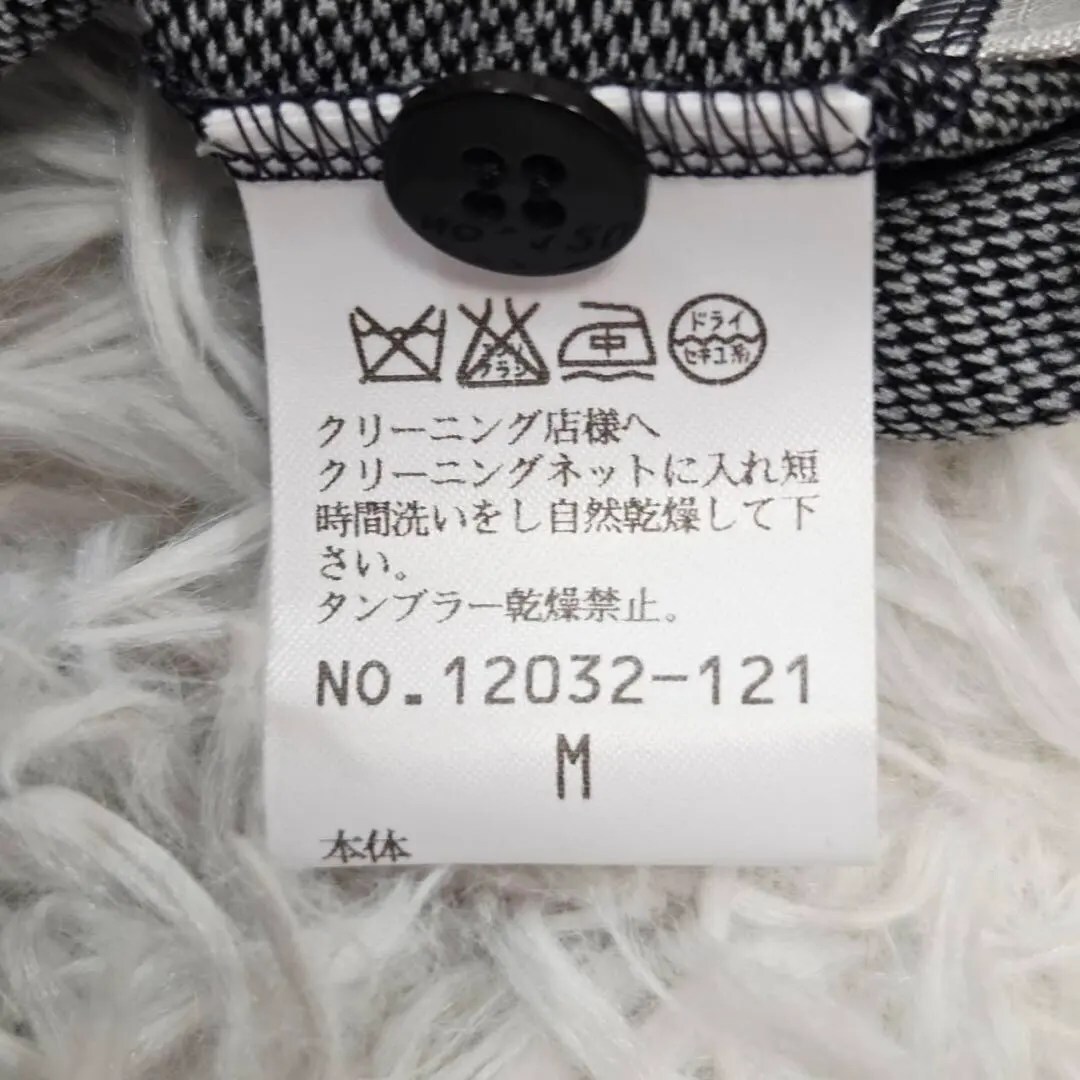 ドライ
セキユ系
クリーニング店様へ
クリーニングネットに入れ短
時間洗いをし自然乾燥して下
さい。
タンブラー乾燥禁止。
NO.12032-121
M
本体